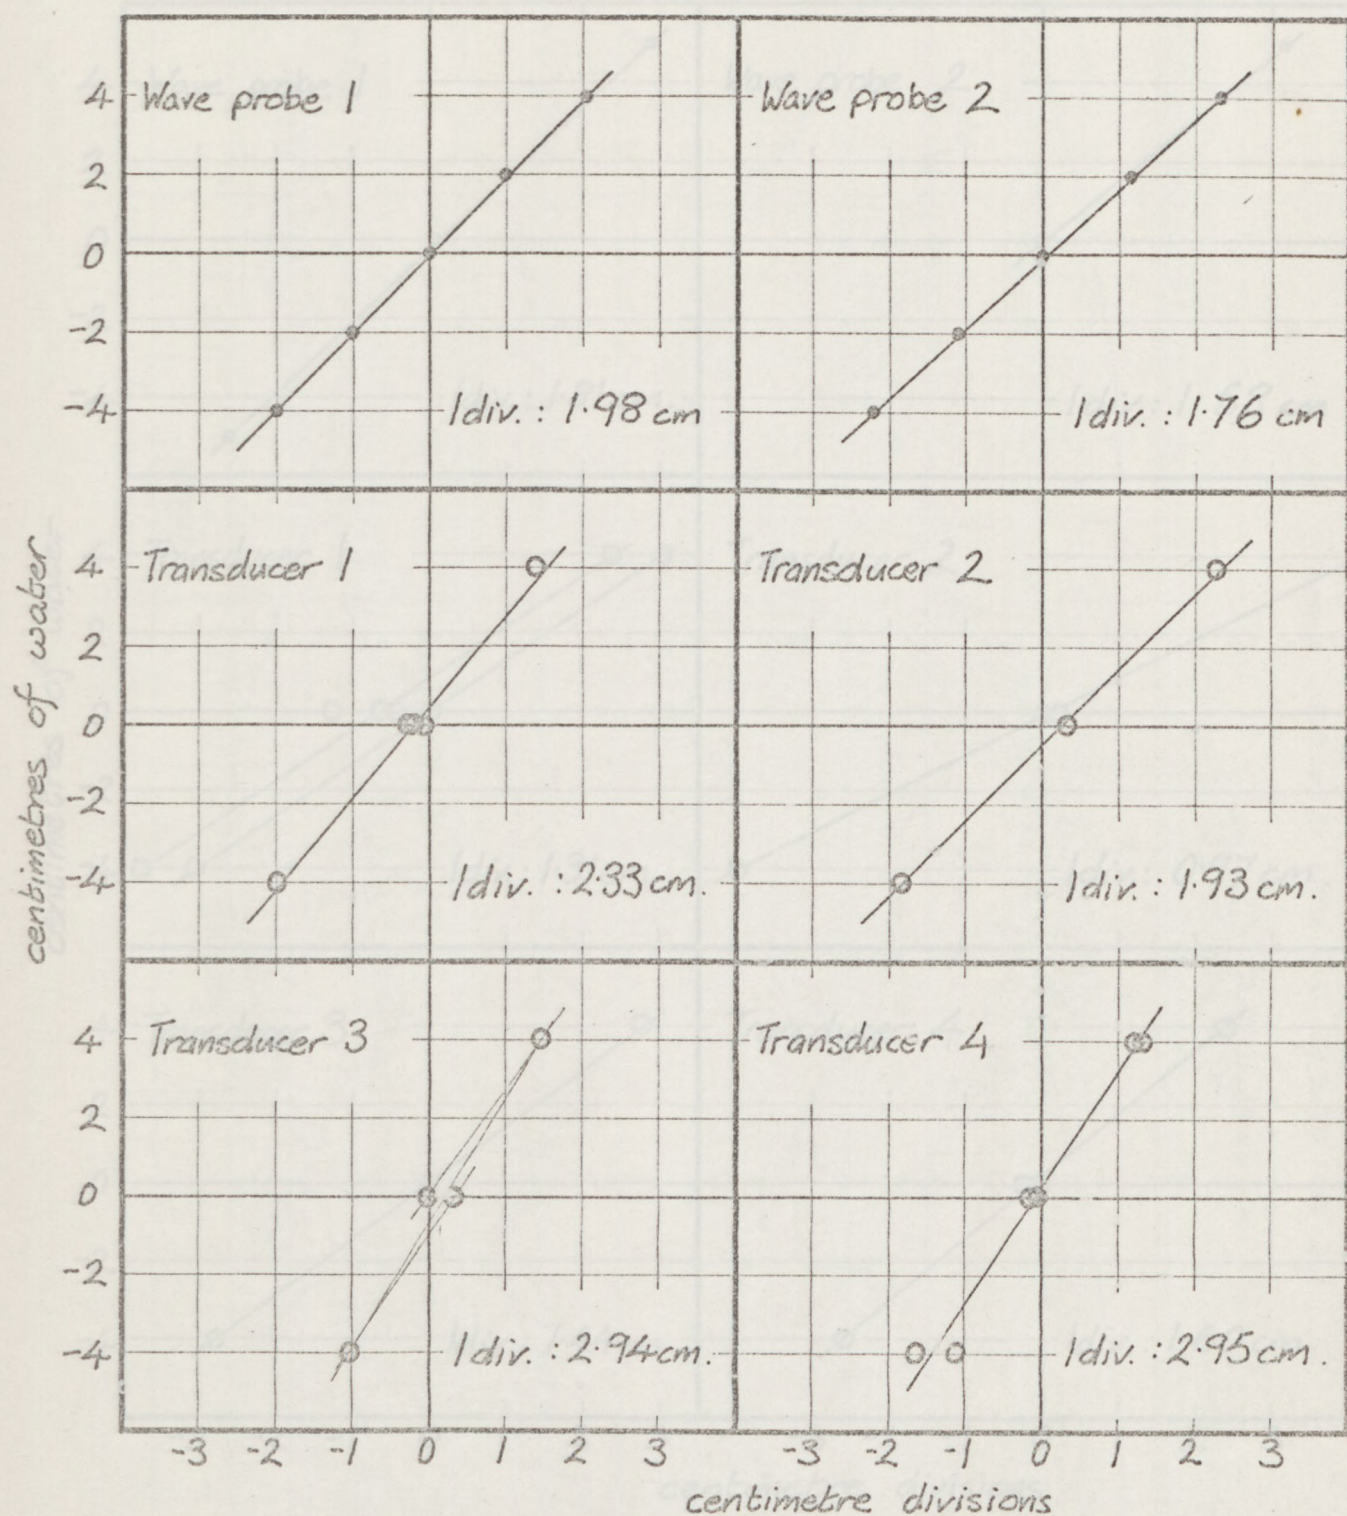 Wave probe 1
Wave probe 2
4
2
0
-2
-4
1div. : 1·98 cm
1div. : 1·76 cm
centimetres of water
Transducer 1
Transducer 2
4
2
0
-2
-4
1div. : 2·33 cm.
1div. : 1·93 cm.
Transducer 3
Transducer 4
4
2
0
-2
-4
1div. : 2·94 cm.
1div. : 2·95 cm.
-3 -2 -1 0 1 2 3
-3 -2 -1 0 1 2 3
centimetre divisions